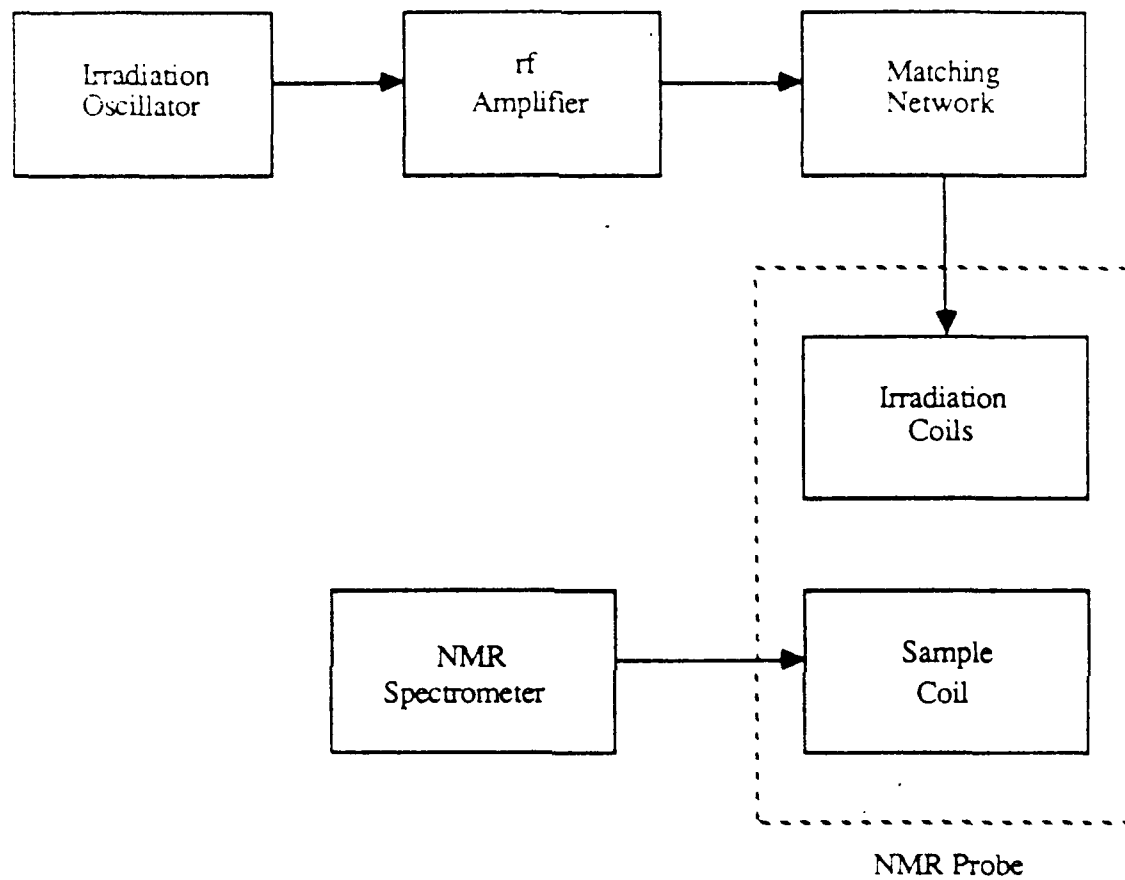 Irradiation
Oscillator
rf
Amplifier
Matching
Network
Irradiation
Coils
NMR
Spectrometer
Sample
Coil
NMR Probe